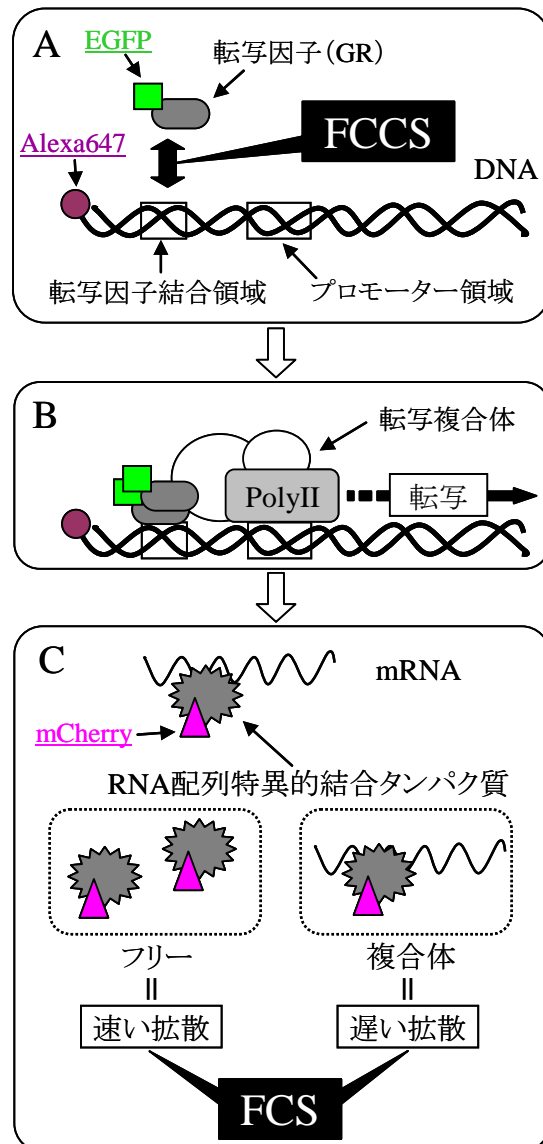 A
EGFP
転写因子(GR)
FCCS
Alexa647
DNA
転写因子結合領域
プロモーター領域
B
転写複合体
PolyII
転写
C
mRNA
mCherry
RNA配列特異的結合タンパク質
フリー
複合体
=
=
速い拡散
遅い拡散
FCS